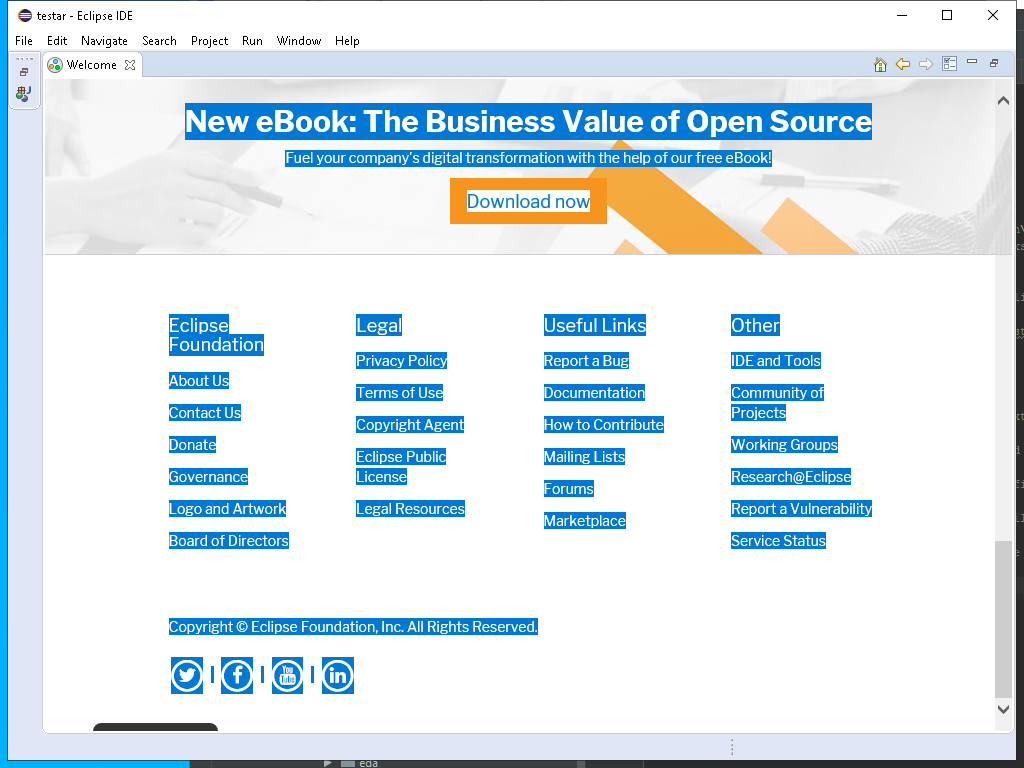 testar - Eclipse IDE
File Edit Navigate Search Project Run Window Help
Welcome
New eBook: The Business Value of Open Source
Fuel your company's digital transformation with the help of our free eBook!
Download now
Eclipse
Foundation
About Us
Contact Us
Donate
Governance
Logo and Artwork
Board of Directors
Legal
Privacy Policy
Terms of Use
Copyright Agent
Eclipse Public
License
Legal Resources
Useful Links
Report a Bug
Documentation
How to Contribute
Mailing Lists
Forums
Marketplace
Other
IDE and Tools
Community of
Projects
Working Groups
Research@Eclipse
Report a Vulnerability
Service Status
Copyright © Eclipse Foundation, Inc. All Rights Reserved.
You
Tube
in
eda